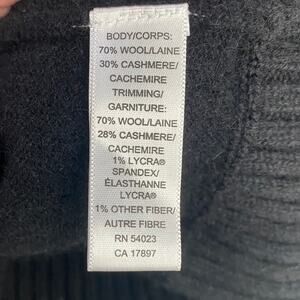 BODY/CORPS:
70% WOOL/LAINE
30% CASHMERE/
CACHEMIRE
TRIMMING/
GARNITURE:
70% WOOL/LAINE
28% CASHMERE/
CACHEMIRE
1% LYCRA®
SPANDEX/
ÉLASTHANNE
LYCRA®
1% OTHER FIBER/
AUTRE FIBRE
RN 54023
CA 17897